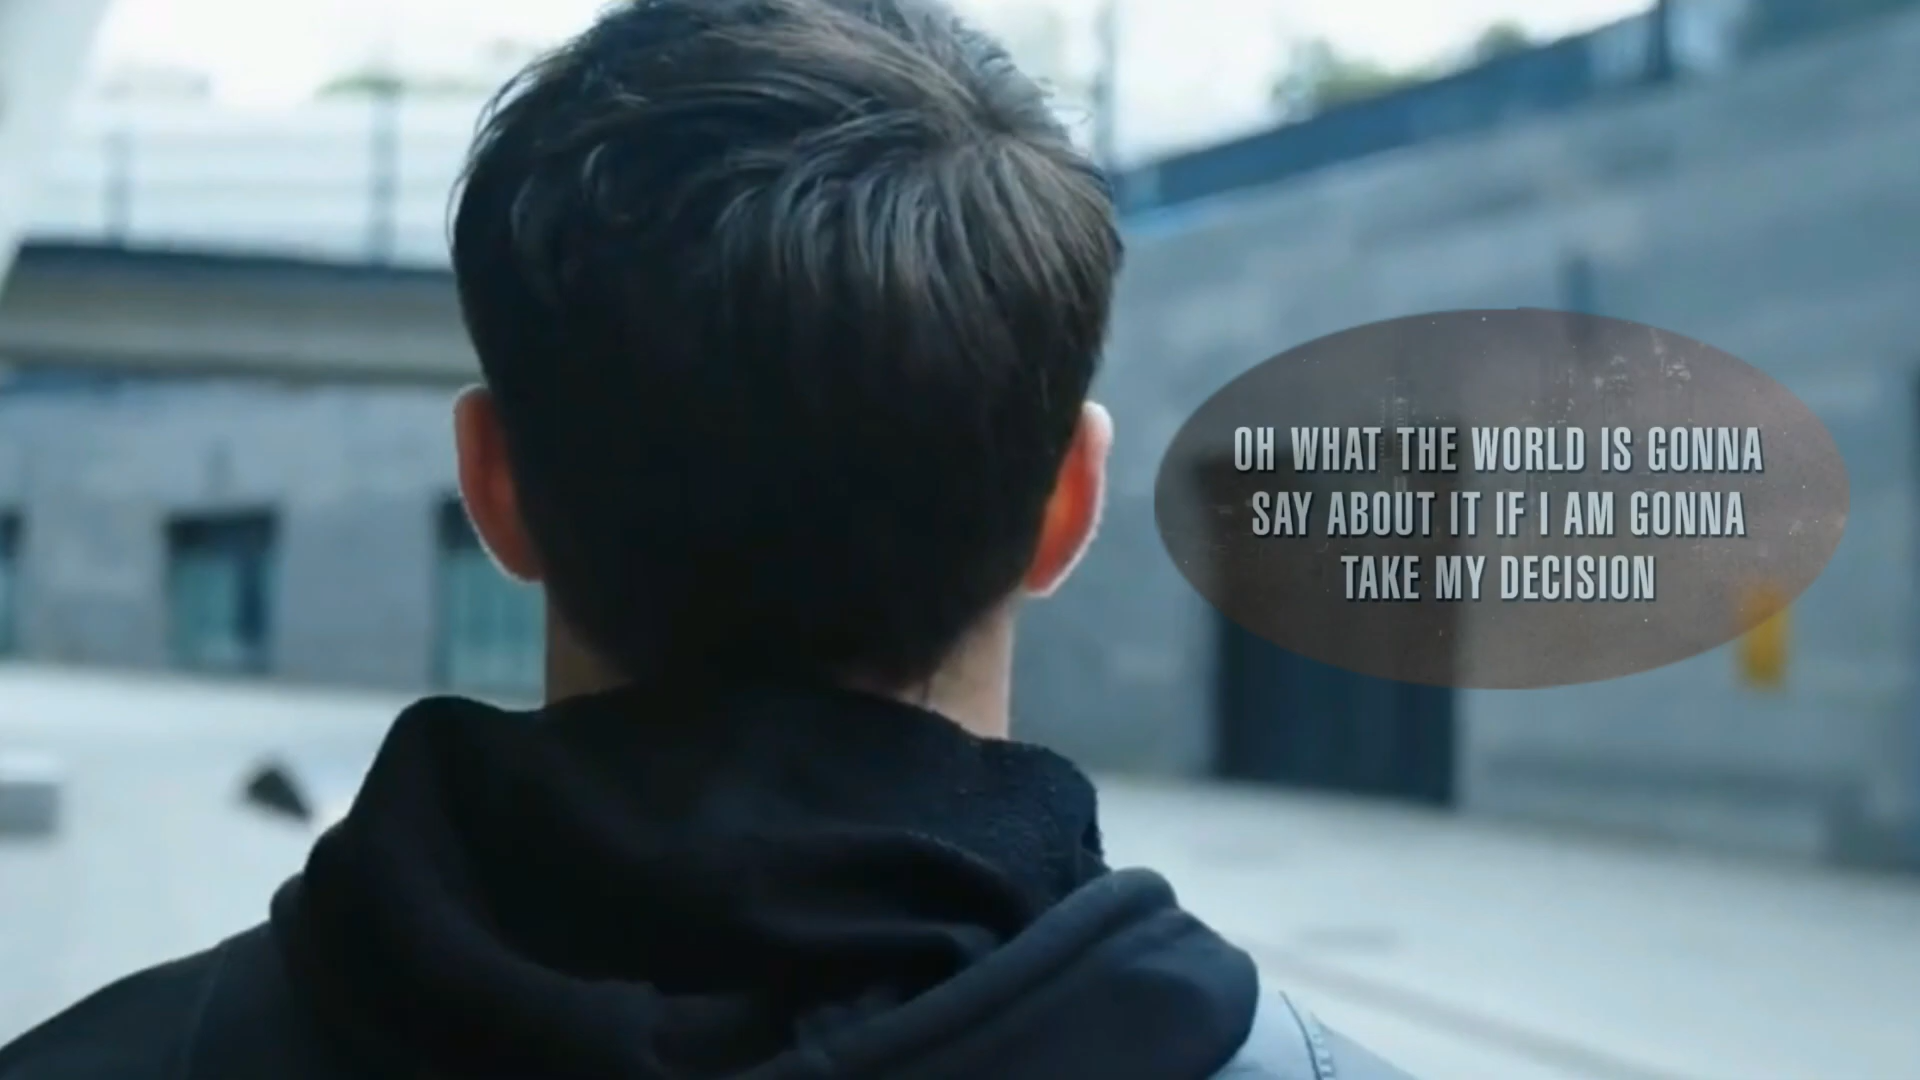 OH WHAT THE WORLD IS GONNA
SAY ABOUT IT IF I AM GONNA
TAKE MY DECISION